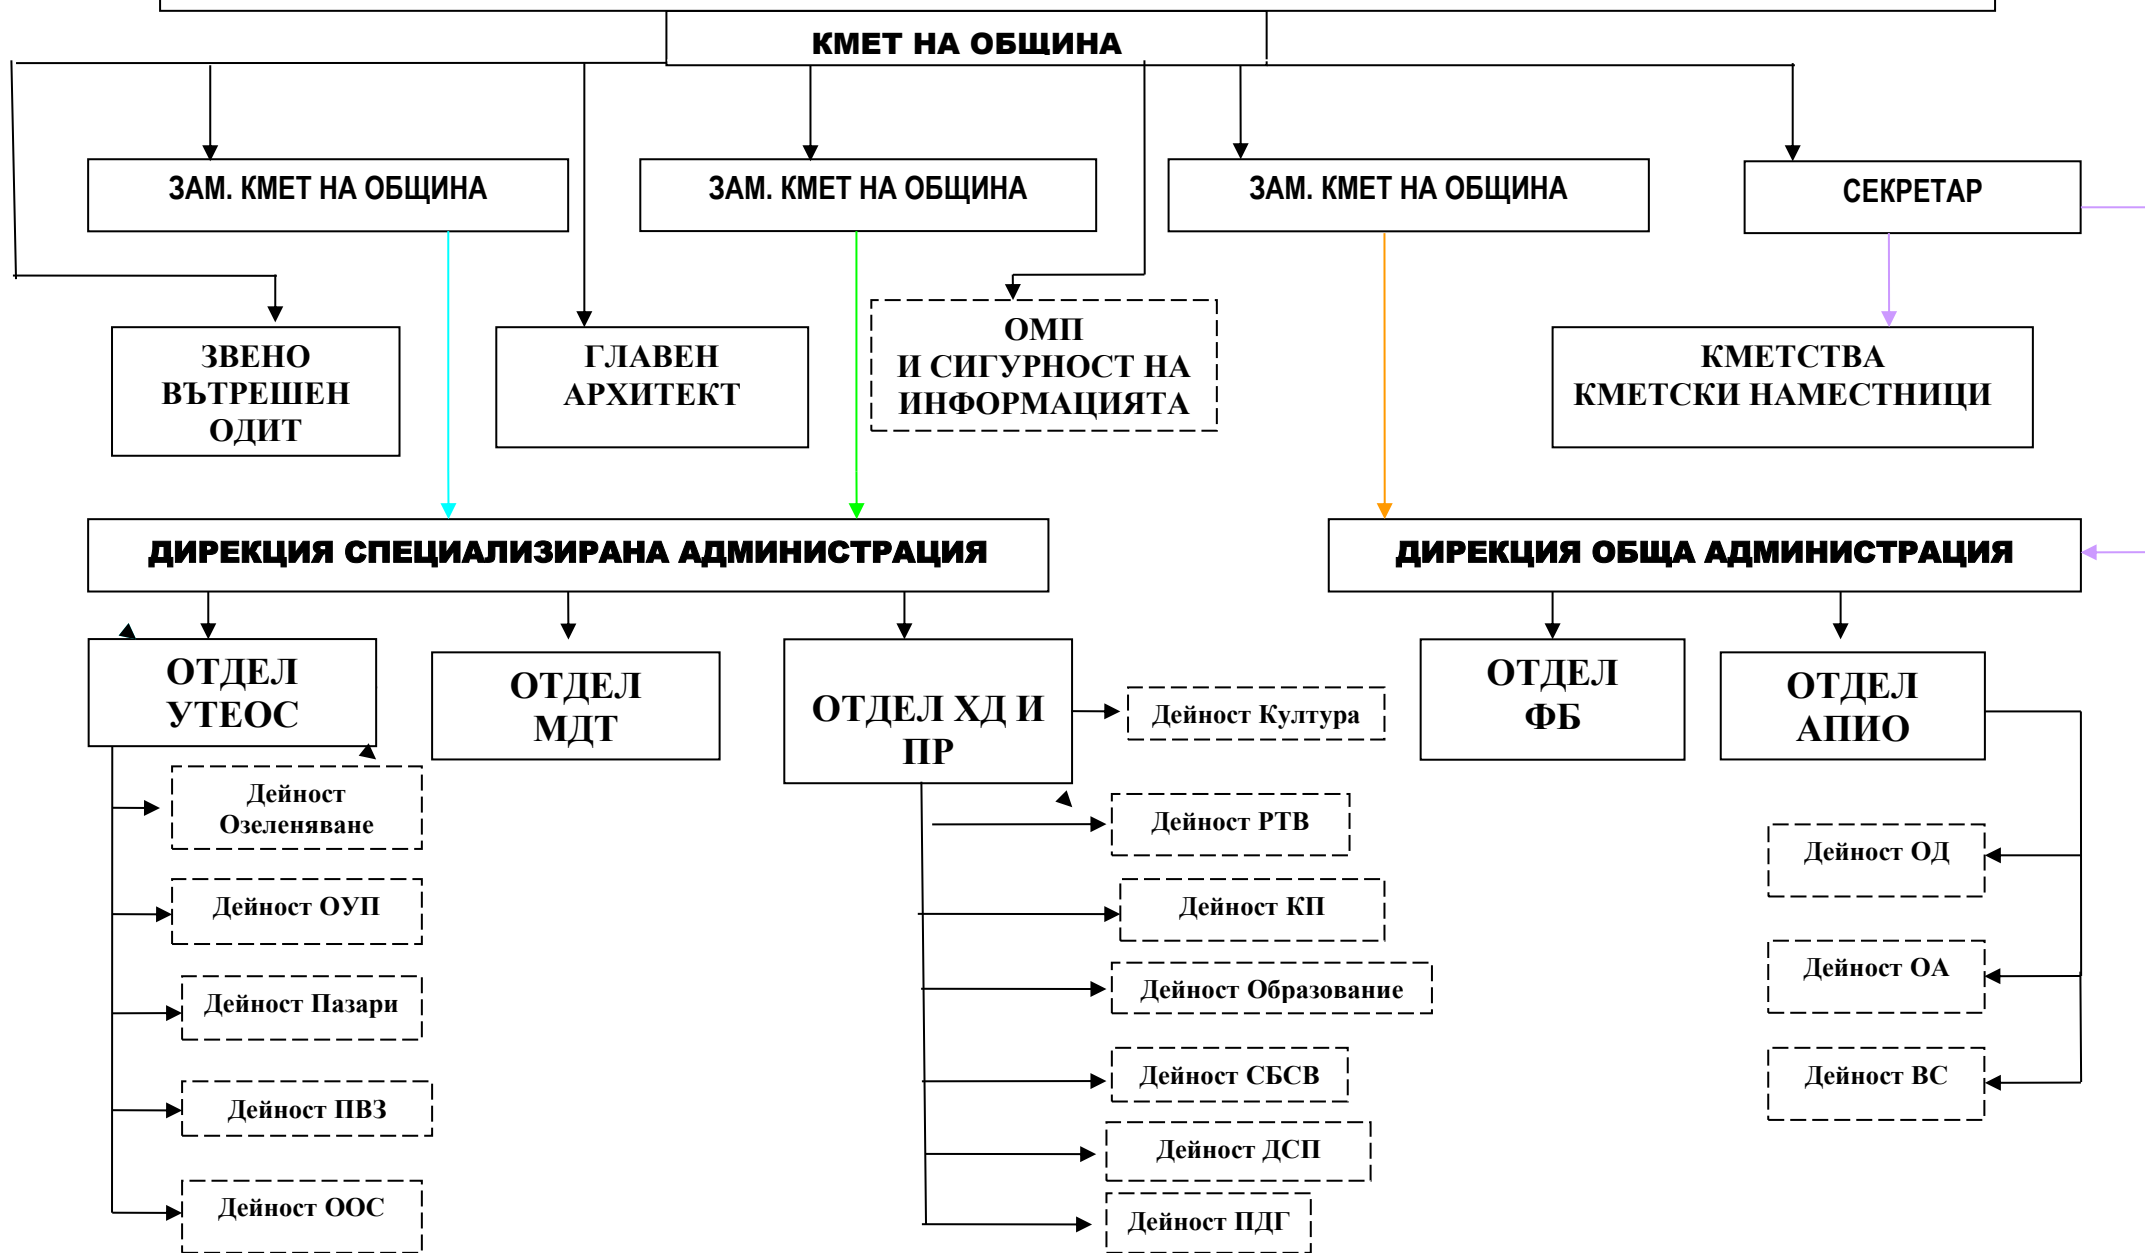 КМЕТ НА ОБЩИНА
ЗАМ. КМЕТ НА ОБЩИНА
ЗАМ. КМЕТ НА ОБЩИНА
ЗАМ. КМЕТ НА ОБЩИНА
СЕКРЕТАР
ЗВЕНО
ВЪТРЕШЕН
ОДИТ
ГЛАВЕН
АРХИТЕКТ
ОМП
И СИГУРНОСТ НА
ИНФОРМАЦИЯТА
КМЕТСТВА
КМЕТСКИ НАМЕСТНИЦИ
ДИРЕКЦИЯ СПЕЦИАЛИЗИРАНА АДМИНИСТРАЦИЯ
ДИРЕКЦИЯ ОБЩА АДМИНИСТРАЦИЯ
ОТДЕЛ
УТЕОС
ОТДЕЛ
МДТ
ОТДЕЛ ХД И
ПР
ОТДЕЛ
ФБ
ОТДЕЛ
АПИО
Дейност
Озеленяване
Дейност ОУП
Дейност Пазари
Дейност ПВЗ
Дейност ООС
Дейност Култура
Дейност РТВ
Дейност КП
Дейност Образование
Дейност СБСВ
Дейност ДСП
Дейност ПДГ
Дейност ОД
Дейност ОА
Дейност ВС